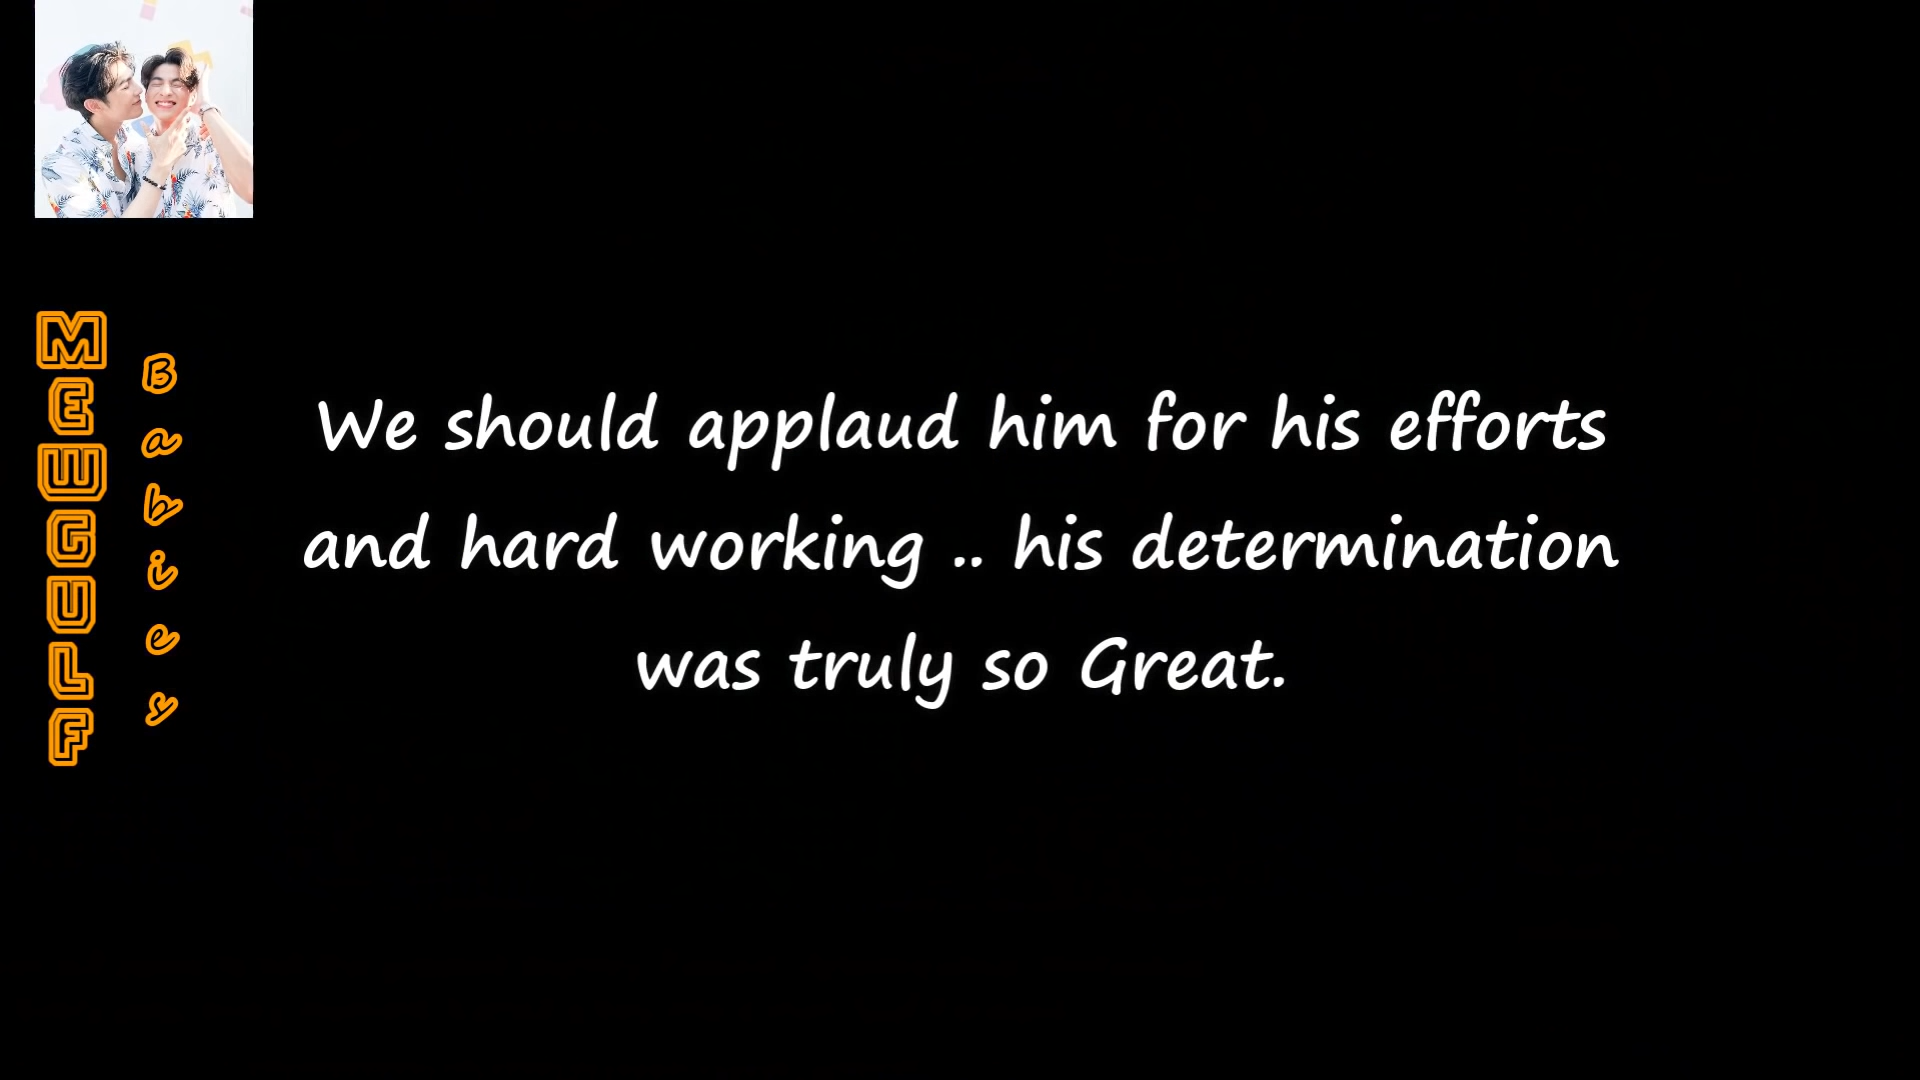 MEWGULF
Babies
We should applaud him for his efforts
and hard working .. his determination
was truly so Great.